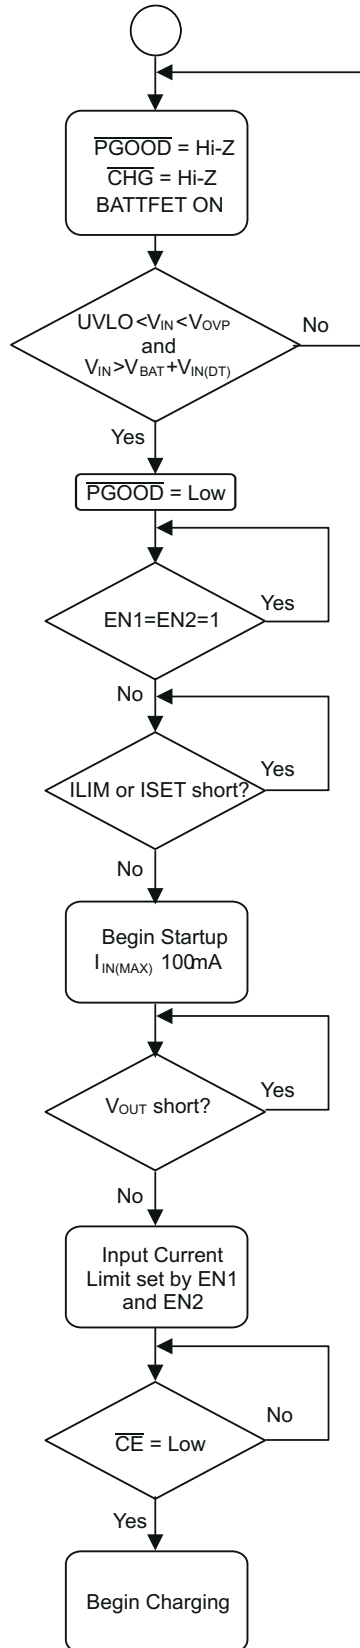 PGOOD = Hi-Z
CHG = Hi-Z
BATTFET ON
UVLO<VIN<VOVP
and
VIN>VBAT+VIN(DT)
No
Yes
PGOOD = Low
EN1=EN2=1
Yes
No
ILIM or ISET short?
Yes
No
Begin Startup
IIN(MAX) 100mA
VOUT short?
Yes
No
Input Current
Limit set by EN1
and EN2
CE = Low
No
Yes
Begin Charging